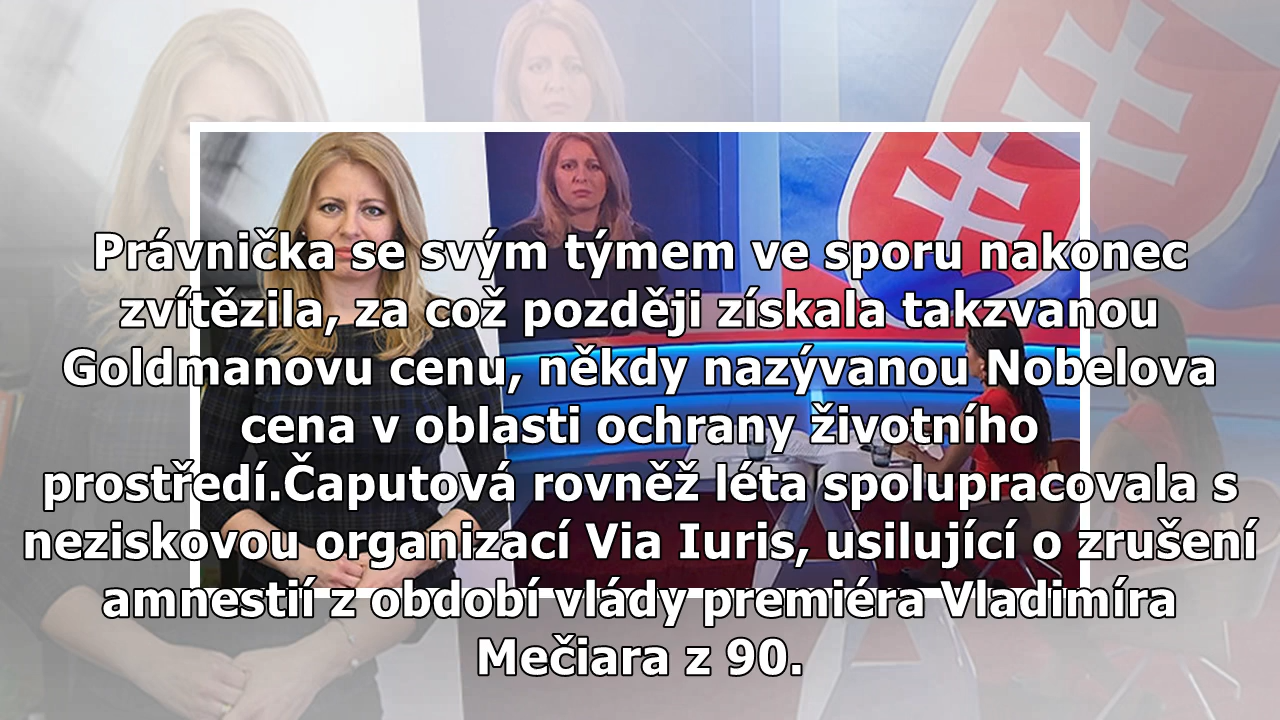 Právnička se svým týmem ve sporu nakonec
zvítězila, za což později získala takzvanou
Goldmanovu cenu, někdy nazývanou Nobelova
cena v oblasti ochrany životního
prostředí.Čaputová rovněž léta spolupracovala s
neziskovou organizací Via Iuris, usilující o zrušení
amnestií z období vlády premiéra Vladimíra
Mečiara z 90.